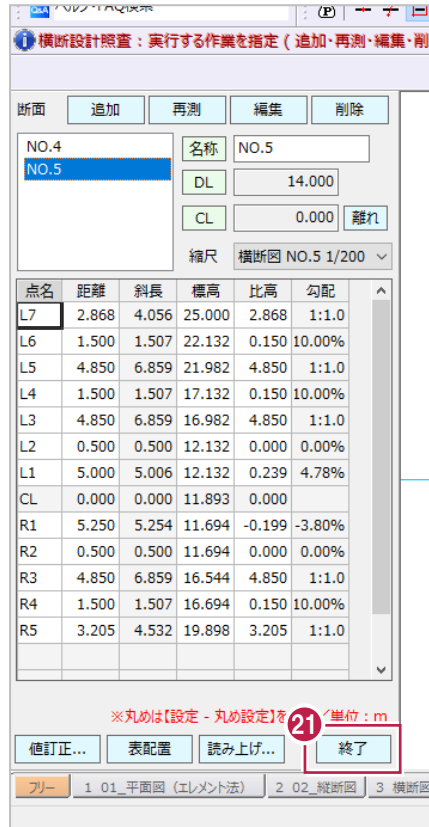 Q&A ヘルプ・FAQ検索 (P)
横断設計照査：実行する作業を指定 ( 追加･再測･編集･削
断面 追加 再測 編集 削除
NO.4
NO.5
名称 NO.5
DL 14.000
CL 0.000 離れ
縮尺 横断図 NO.5 1/200
点名 距離 斜長 標高 比高 勾配
L7 2.868 4.056 25.000 2.868 1:1.0
L6 1.500 1.507 22.132 0.150 10.00%
L5 4.850 6.859 21.982 4.850 1:1.0
L4 1.500 1.507 17.132 0.150 10.00%
L3 4.850 6.859 16.982 4.850 1:1.0
L2 0.500 0.500 12.132 0.000 0.00%
L1 5.000 5.006 12.132 0.239 4.78%
CL 0.000 0.000 11.893 0.000
R1 5.250 5.254 11.694 -0.199 -3.80%
R2 0.500 0.500 11.694 0.000 0.00%
R3 4.850 6.859 16.544 4.850 1:1.0
R4 1.500 1.507 16.694 0.150 10.00%
R5 3.205 4.532 19.898 3.205 1:1.0
※丸めは【設定 - 丸め設定】を / 単位：m
21
値訂正... 表配置 読み上げ... 終了
フリー 1 01_平面図（エレメント法） 2 02_縦断図 3 横断図